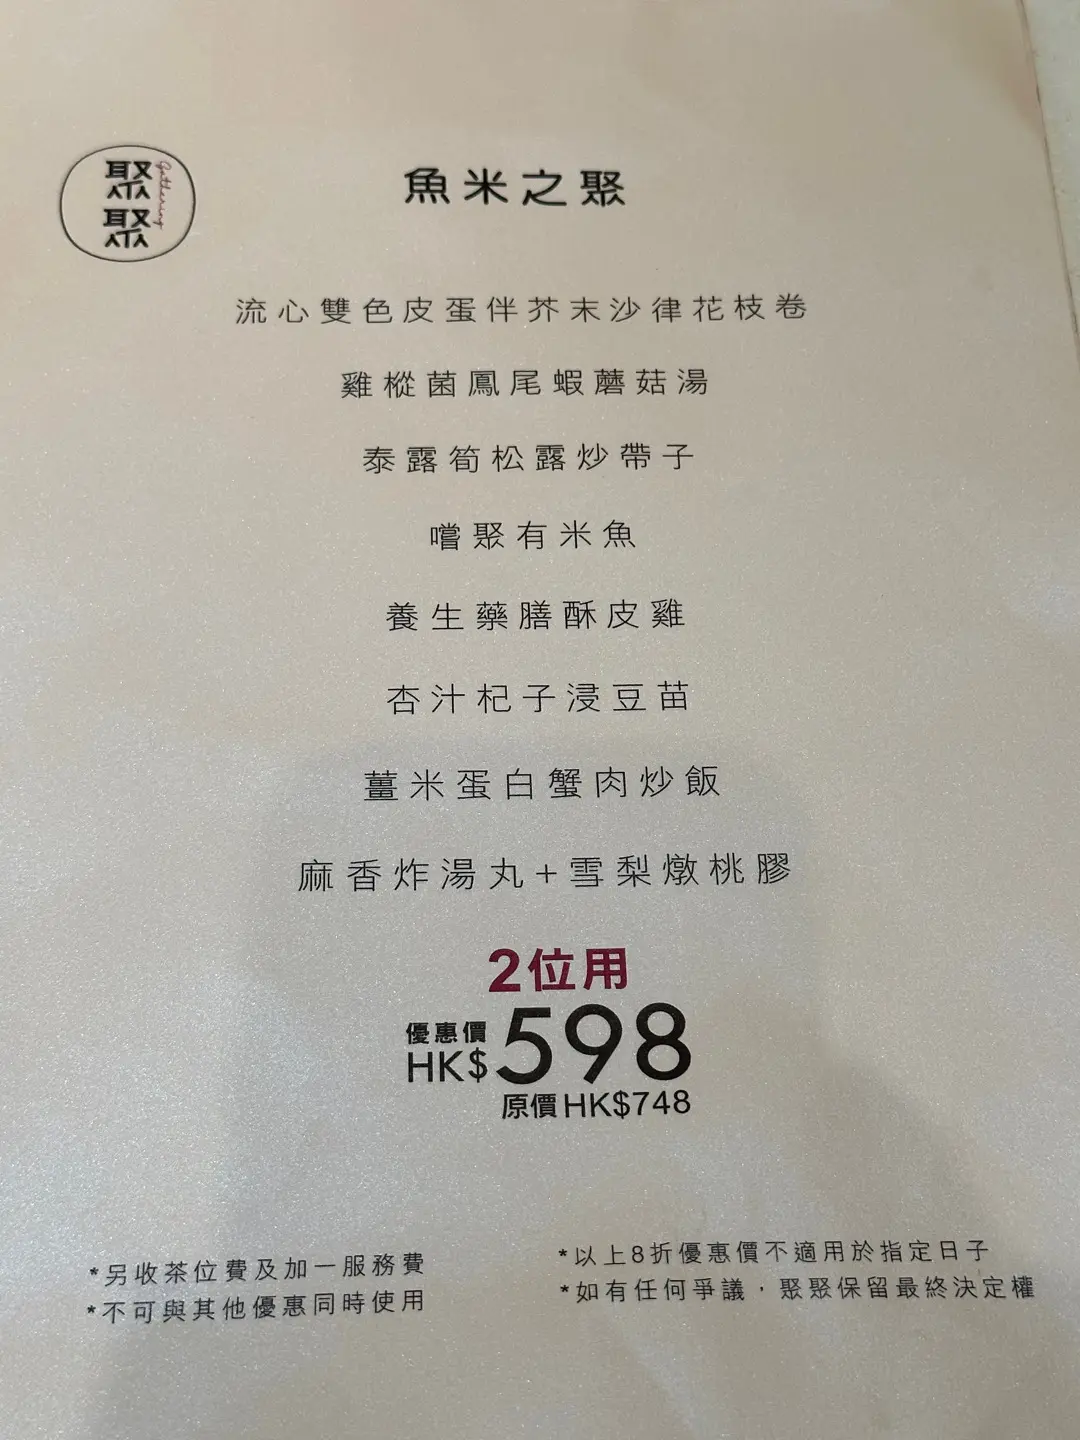 聚聚
Gathering
魚米之聚
流心雙色皮蛋伴芥末沙律花枝卷
雞樅菌鳳尾蝦蘑菇湯
泰露筍松露炒帶子
嚐聚有米魚
養生藥膳酥皮雞
杏汁杞子浸豆苗
薑米蛋白蟹肉炒飯
麻香炸湯丸+雪梨燉桃膠
2位用
優惠價
HK$598
原價HK$748
*另收茶位費及加一服務費
*不可與其他優惠同時使用
*以上8折優惠價不適用於指定日子
*如有任何爭議，聚聚保留最終決定權